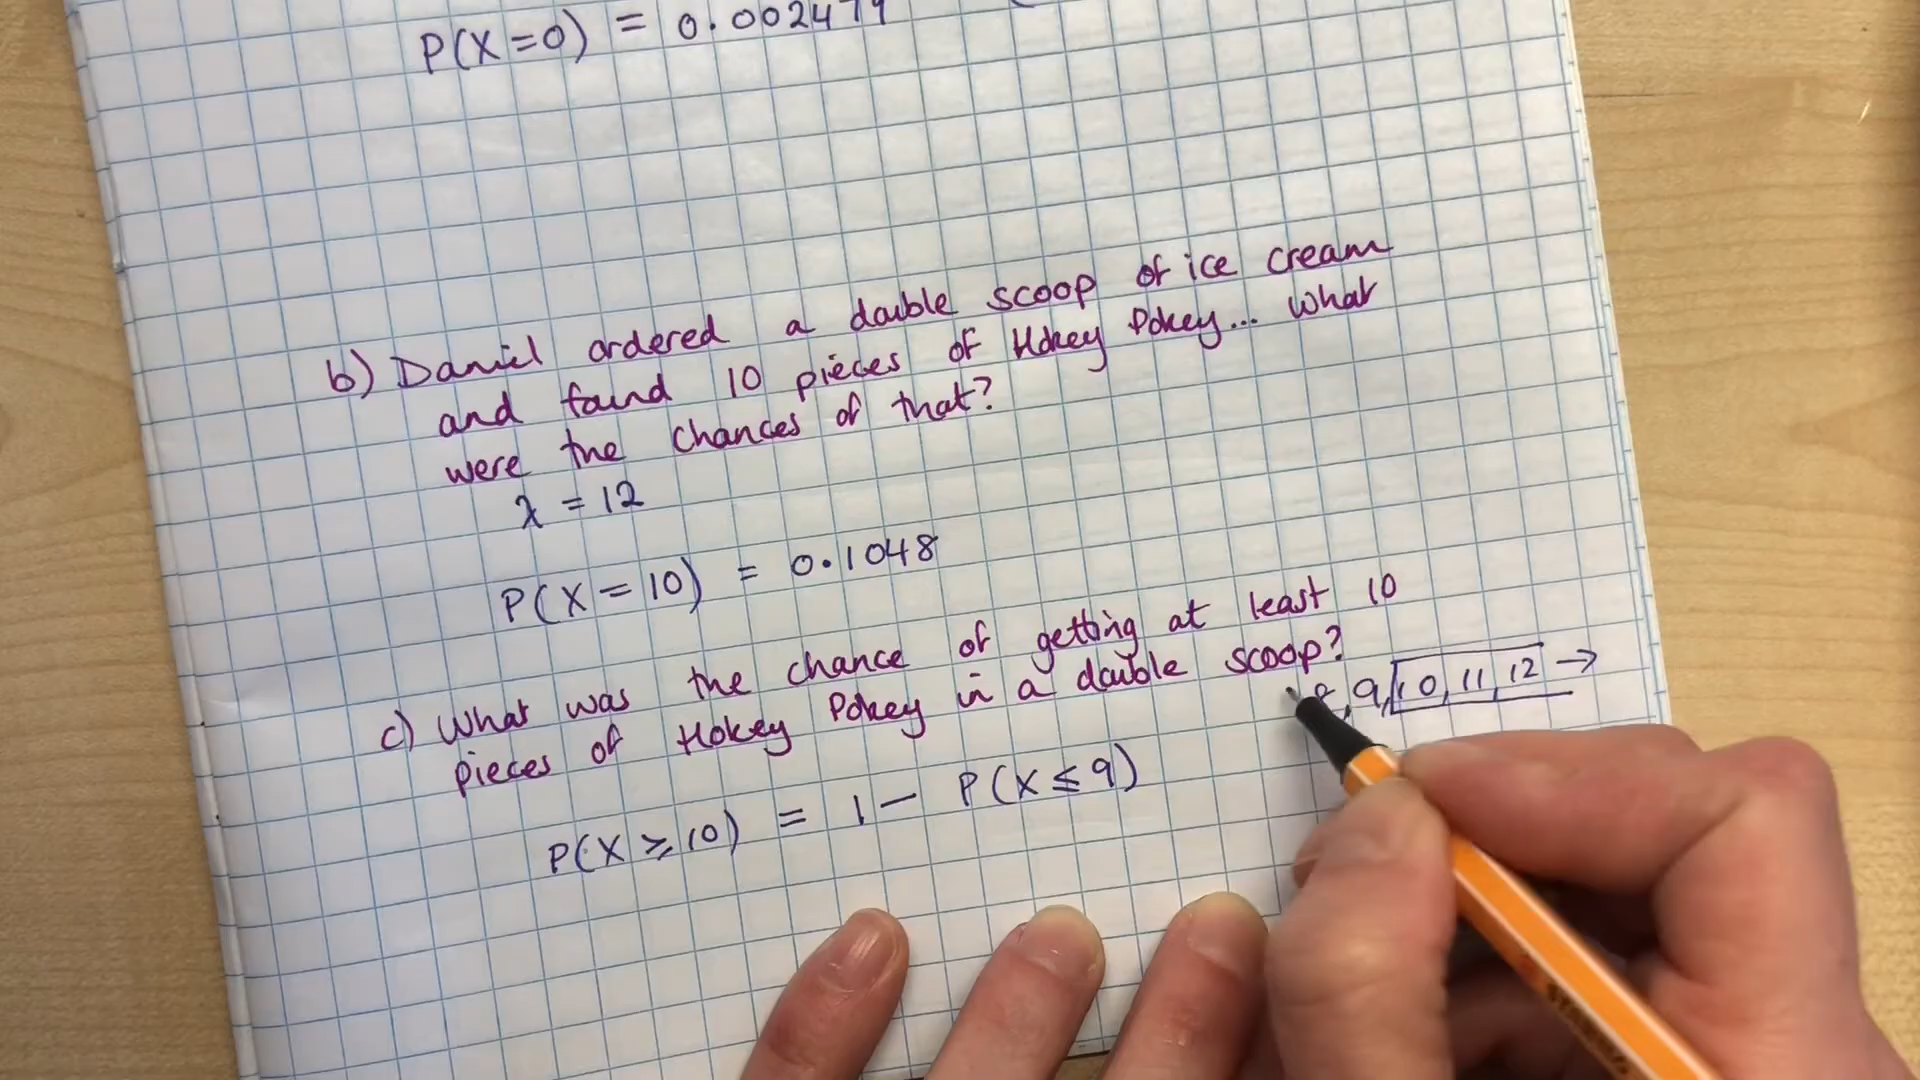 P(X=0) = 0.002479
b) Daniel ordered a double scoop of ice cream
and found 10 pieces of Hokey Pokey... What
were the chances of that?
λ = 12
P(X=10) = 0.1048
c) What was the chance of getting at least 10
pieces of Hokey Pokey in a double scoop?
8, 9, 10, 11, 12 →
P(X ≥ 10) = 1 - P(X ≤ 9)